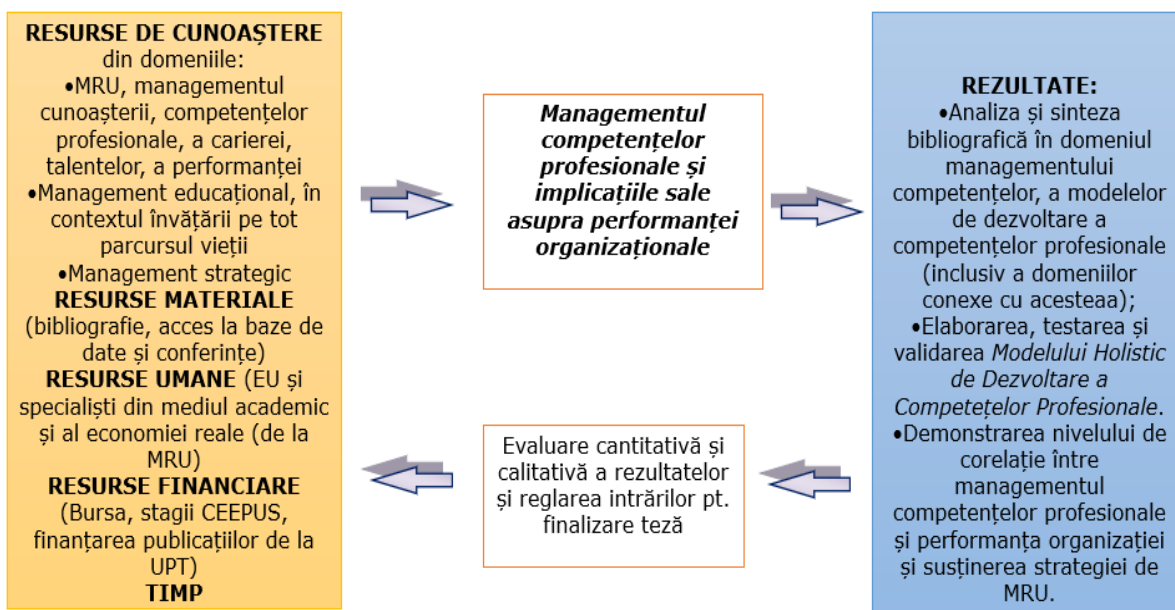 RESURSE DE CUNOAȘTERE
din domeniile:
•MRU, managementul
cunoașterii, competențelor
profesionale, a carierei,
talentelor, a performanței
•Management educațional, în
contextul învățării pe tot
parcursul vieții
•Management strategic
RESURSE MATERIALE
(bibliografie, acces la baze de
date și conferințe)
RESURSE UMANE (EU și
specialiști din mediul academic
și al economiei reale (de la
MRU)
RESURSE FINANCIARE
(Bursa, stagii CEEPUS,
finanțarea publicațiilor de la
UPT)
TIMP
Managementul
competențelor
profesionale și
implicațiile sale
asupra performanței
organizaționale
REZULTATE:
•Analiza și sinteza
bibliografică în domeniul
managementului
competențelor, a modelelor
de dezvoltare a
competențelor profesionale
(inclusiv a domeniilor
conexe cu acesteaa);
•Elaborarea, testarea și
validarea Modelului Holistic
de Dezvoltare a
Competețelor Profesionale.
•Demonstrarea nivelului de
corelație între
managementul
competențelor profesionale
și performanța organizației
și susținerea strategiei de
MRU.
Evaluare cantitativă și
calitativă a rezultatelor
și reglarea intrărilor pt.
finalizare teză